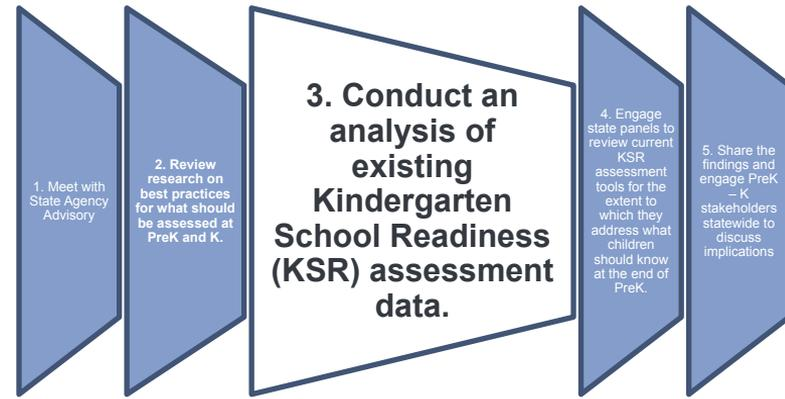 1. Meet with
State Agency
Advisory
2. Review
research on
best practices
for what should
be assessed at
PreK and K.
3. Conduct an
analysis of
existing
Kindergarten
School Readiness
(KSR) assessment
data.
4. Engage
state panels to
review current
KSR
assessment
tools for the
extent to
which they
address what
children
should know
at the end of
PreK.
5. Share the
findings and
engage PreK
– K
stakeholders
statewide to
discuss
implications